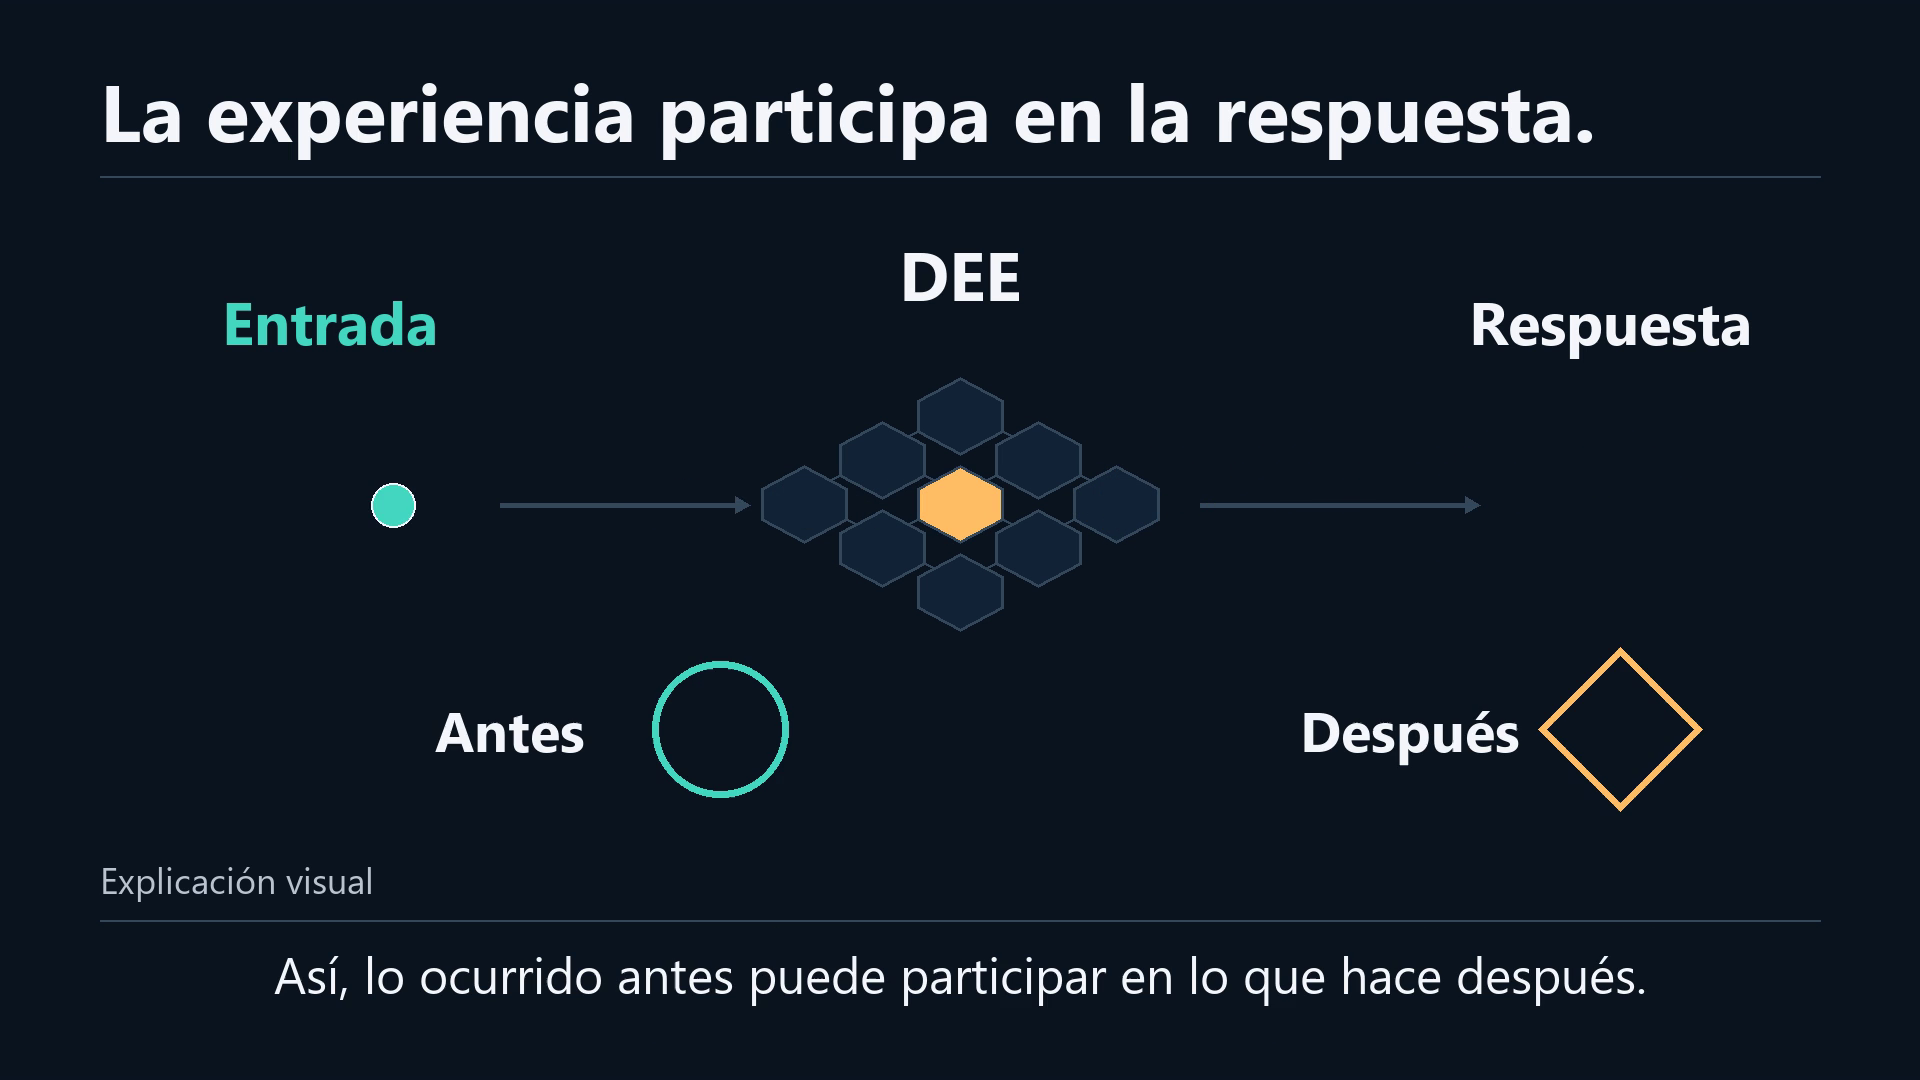 La experiencia participa en la respuesta.
DEE
Entrada
Respuesta
Antes
Después
Explicación visual
Así, lo ocurrido antes puede participar en lo que hace después.